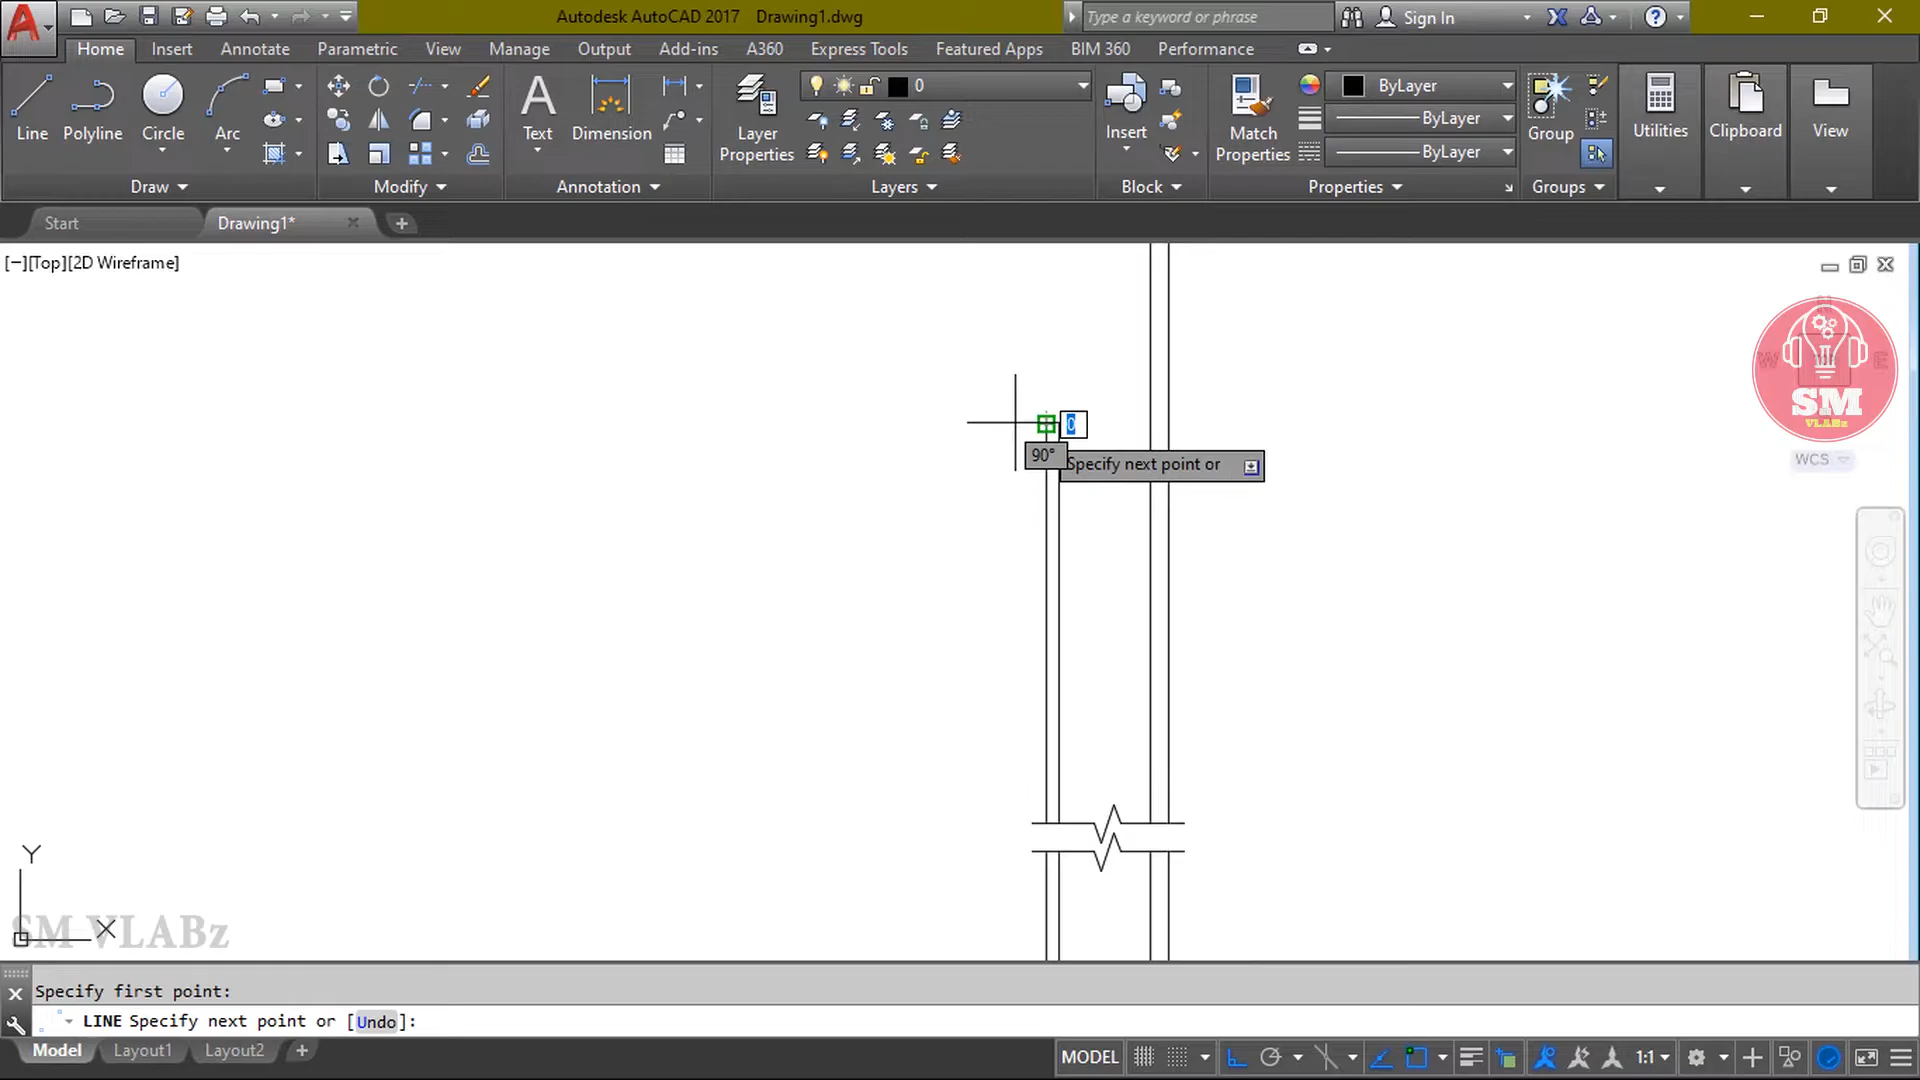 Autodesk AutoCAD 2017 Drawing1.dwg
Type a keyword or phrase
Sign In
Home Insert Annotate Parametric View Manage Output Add-ins A360 Express Tools Featured Apps BIM 360 Performance
Line Polyline Circle Arc
Text Dimension
Layer Properties
0
Insert
Match Properties
ByLayer
ByLayer
ByLayer
Group
Utilities
Clipboard
View
Draw Modify Annotation Layers Block Properties Groups
Start Drawing1*
[−][Top][2D Wireframe]
SM
VLABz
WCS
0
90°
Specify next point or
Y
X
SM VLABz
Specify first point:
LINE Specify next point or [Undo]:
Model Layout1 Layout2
MODEL
1:1